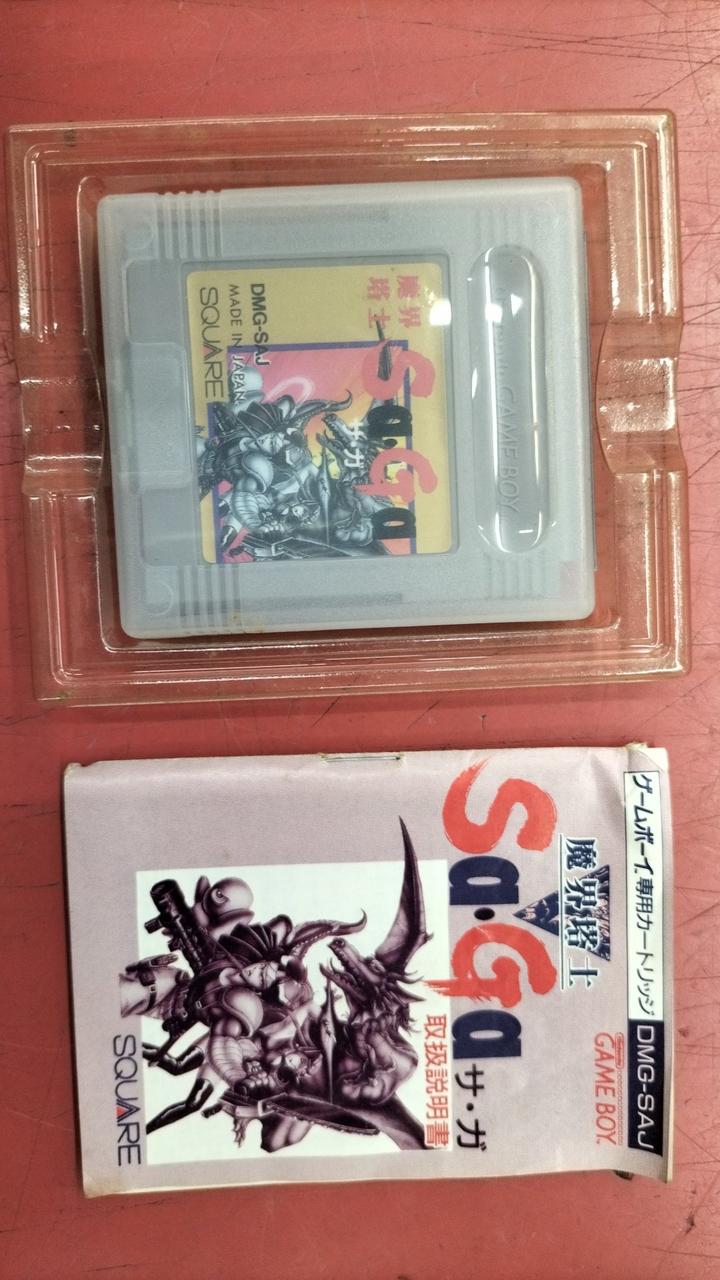 GAME BOY
魔界
塔士
Sa・Ga
サ・ガ
DMG-SAJ
MADE IN JAPAN
SQUARE
ゲームボーイ専用カートリッジ DMG-SAJ
Nintendo
GAME BOY
魔界塔士
Sa・Ga
サ・ガ
取扱説明書
SQUARE